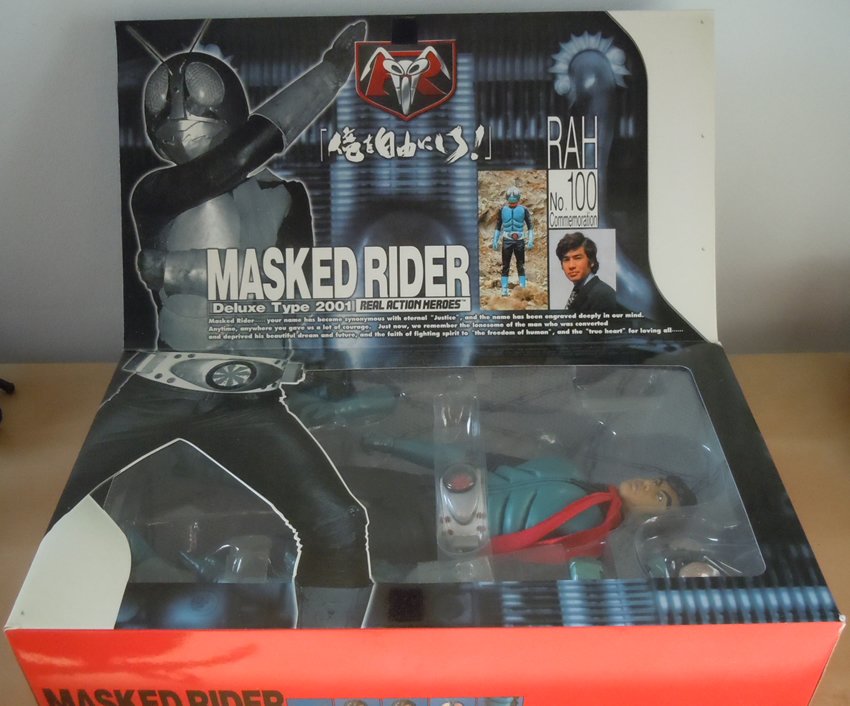 R
「俺を自由にしろ!」
RAH
No. 100
Commemoration
MASKED RIDER
Deluxe Type 2001 REAL ACTION HEROES™
Masked Rider----- your name has become synonymous with eternal "Justice", and the name has been engraved deeply in our mind.
Anytime, anywhere you gave us a lot of courage. Just now, we remember the lonesome of the man who was converted
and deprived his beautiful dream and future, and the faith of fighting spirit to "the freedom of human", and the "true heart" for loving all-----
MASKED RIDER